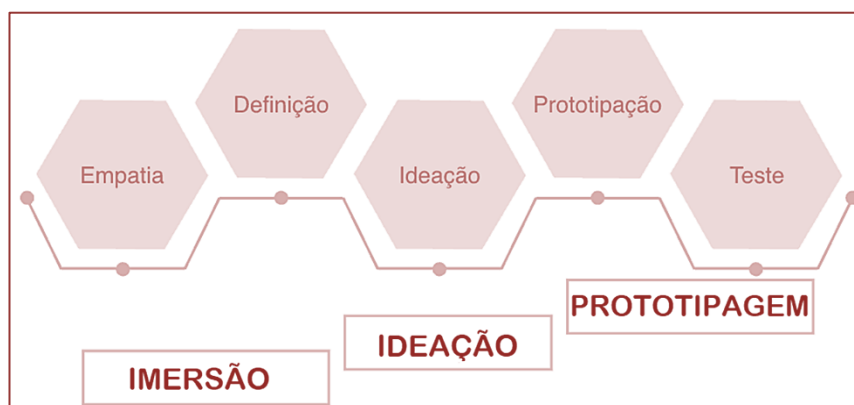 Definição
Prototipação
Empatia
Ideação
Teste
PROTOTIPAGEM
IDEAÇÃO
IMERSÃO